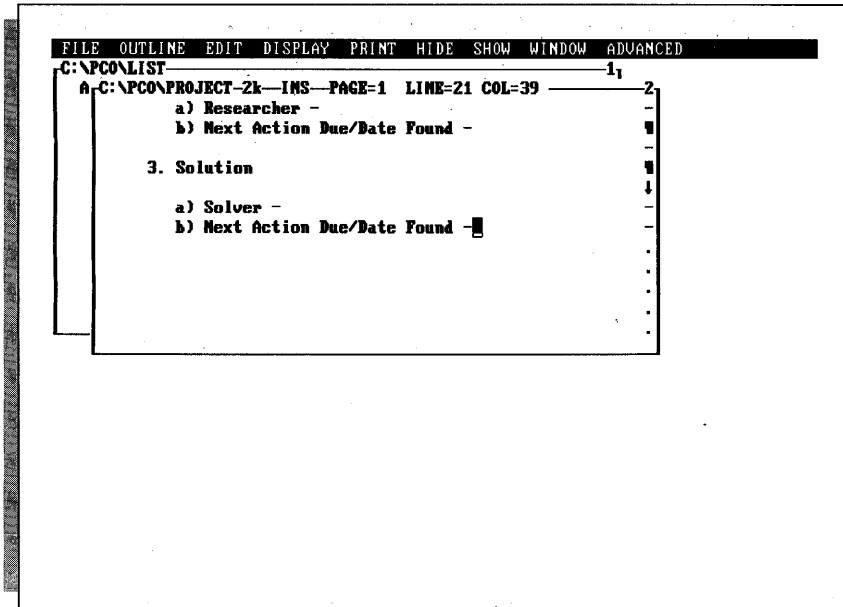 FILE OUTLINE EDIT DISPLAY PRINT HIDE SHOW WINDOW ADVANCED
C:\PCO\LIST 1
A C:\PCO\PROJECT-2k—INS—PAGE=1 LINE=21 COL=39 2
a) Researcher -
b) Next Action Due/Date Found -
3. Solution
a) Solver -
b) Next Action Due/Date Found -